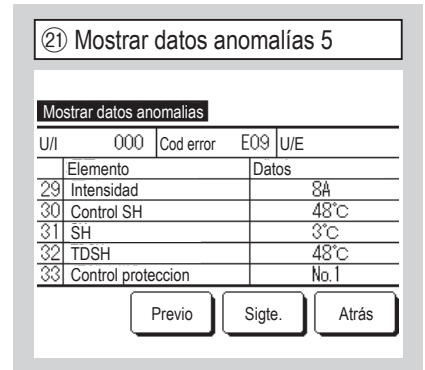 ㉑ Mostrar datos anomalías 5
Mostrar datos anomalias
U/I 000 Cod error E09 U/E
Elemento Datos
29 Intensidad 8A
30 Control SH 48°C
31 SH 3°C
32 TDSH 48°C
33 Control proteccion No.1
Previo Sigte. Atrás